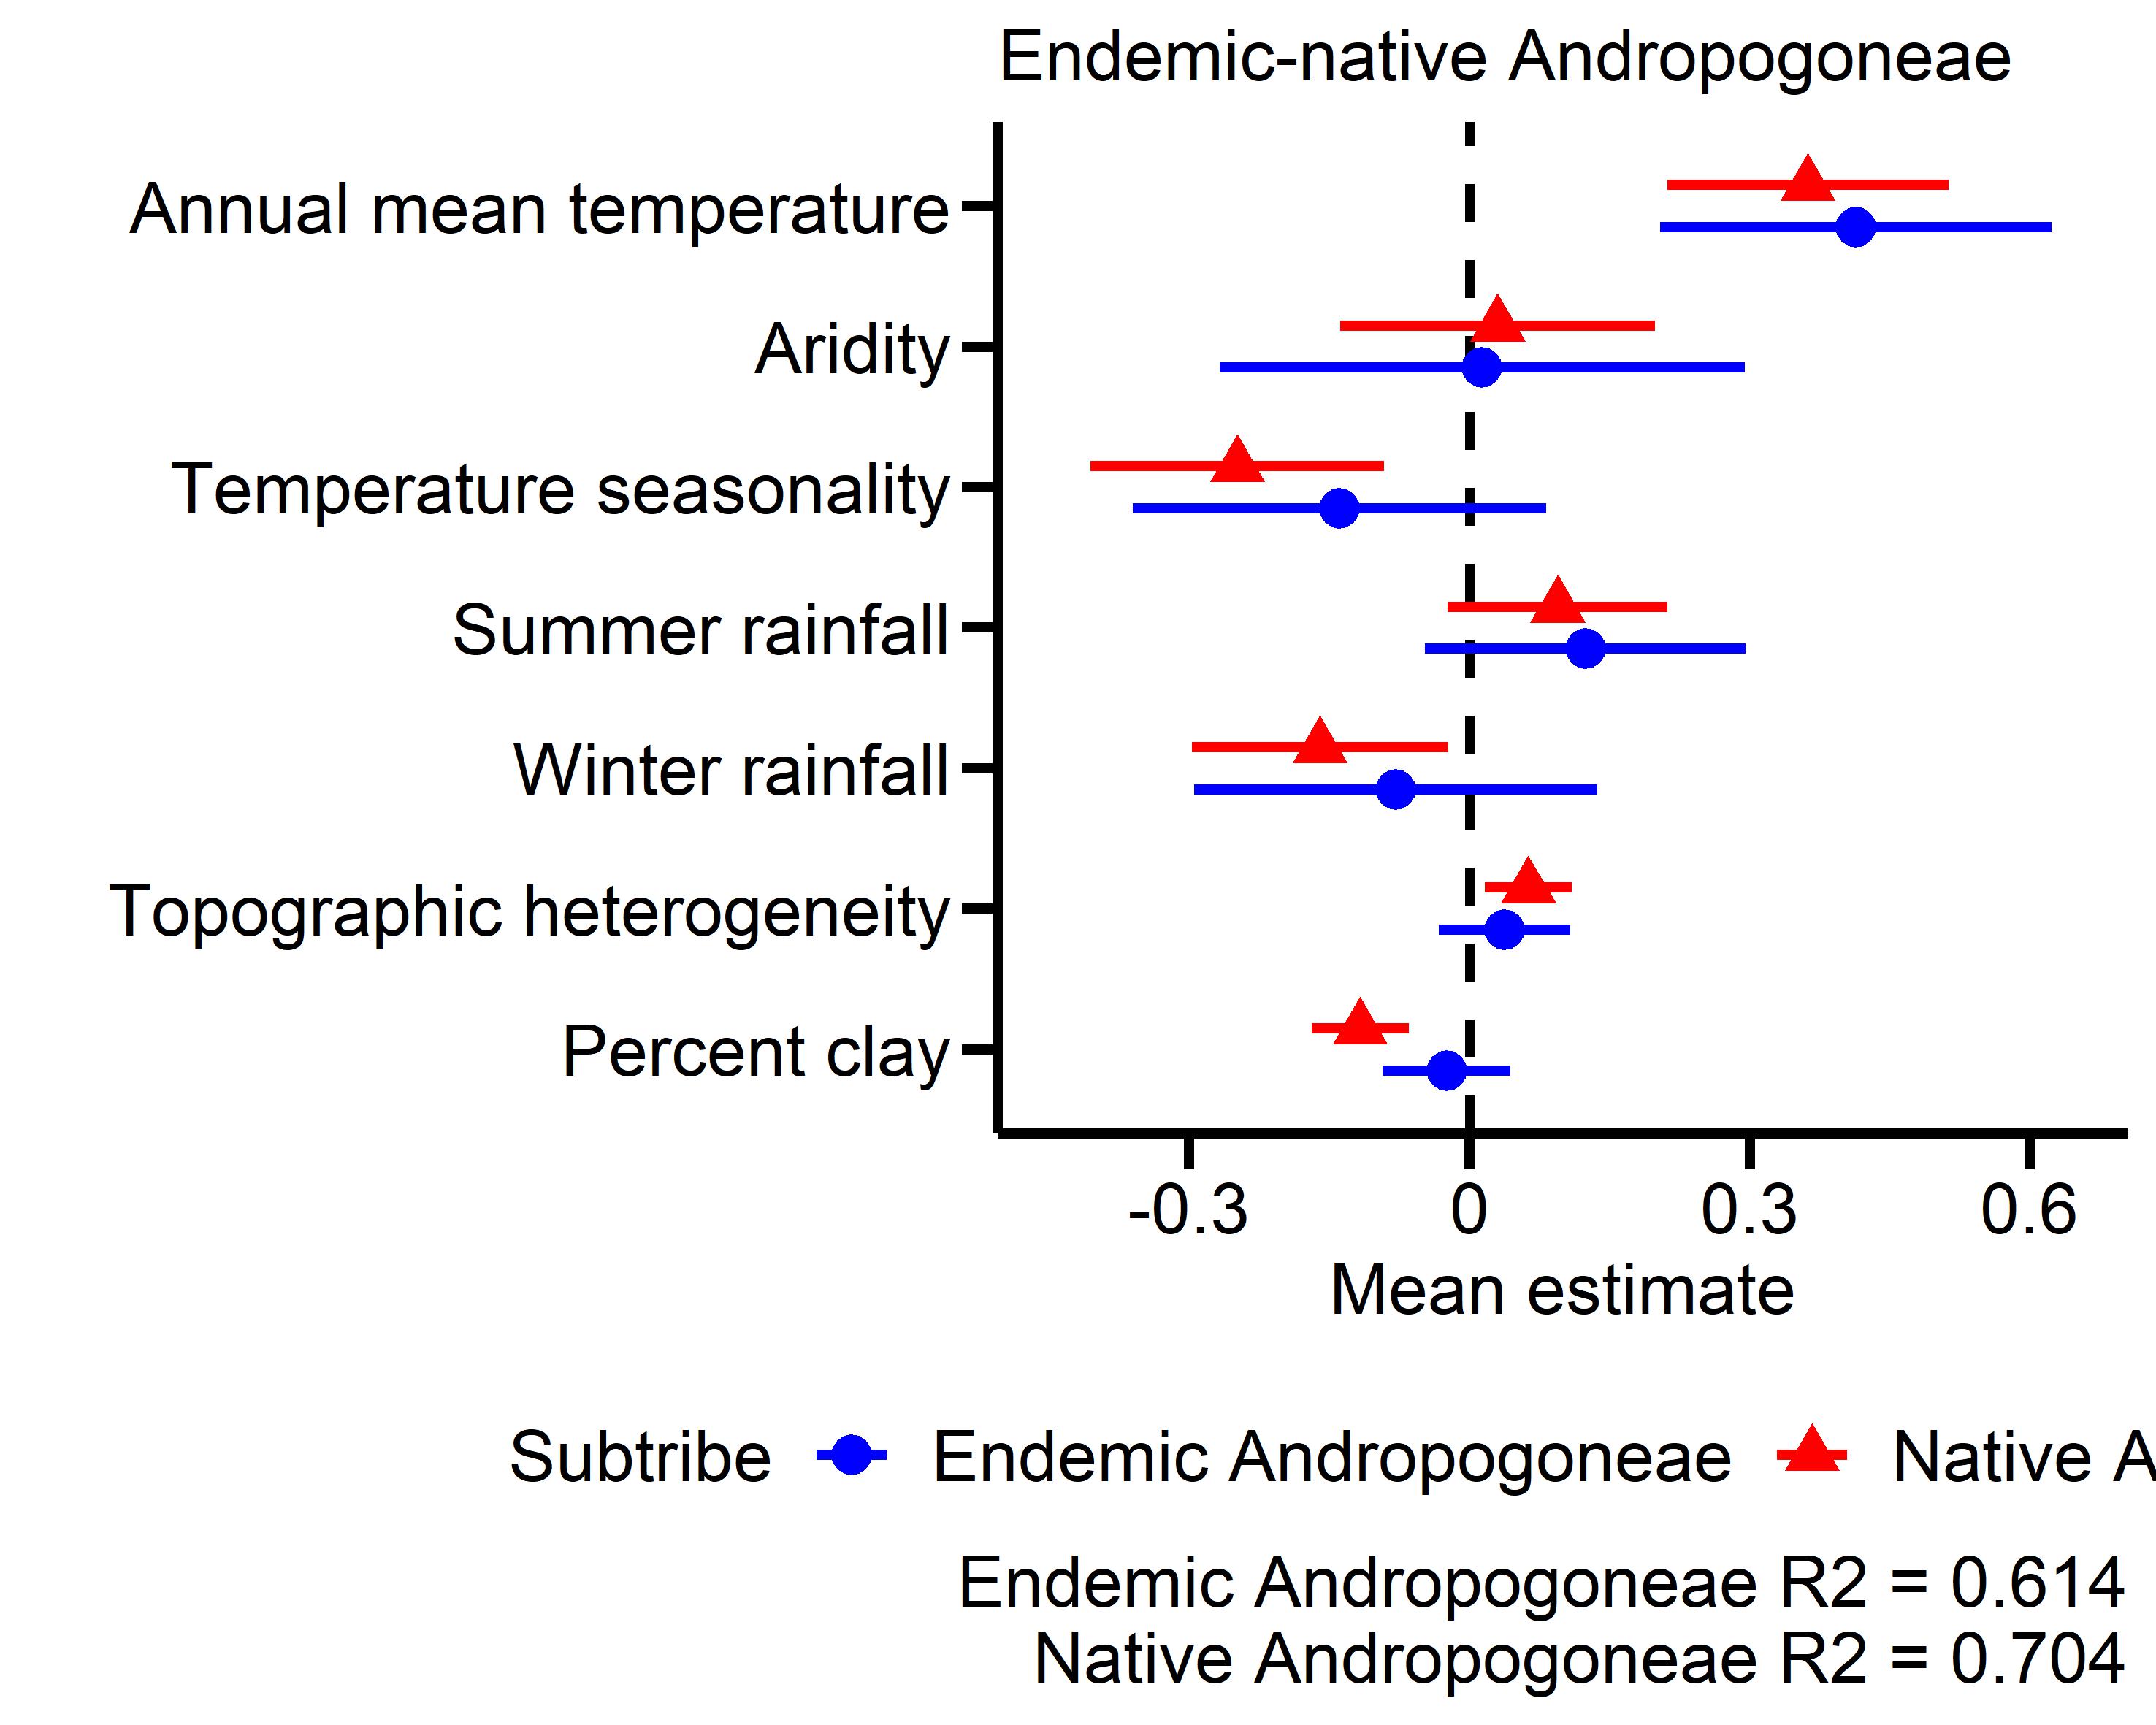 Endemic-native Andropogoneae
Annual mean temperature
Aridity
Temperature seasonality
Summer rainfall
Winter rainfall
Topographic heterogeneity
Percent clay
-0.3 0 0.3 0.6
Mean estimate
Subtribe Endemic Andropogoneae Native A
Endemic Andropogoneae R2 = 0.614
Native Andropogoneae R2 = 0.704